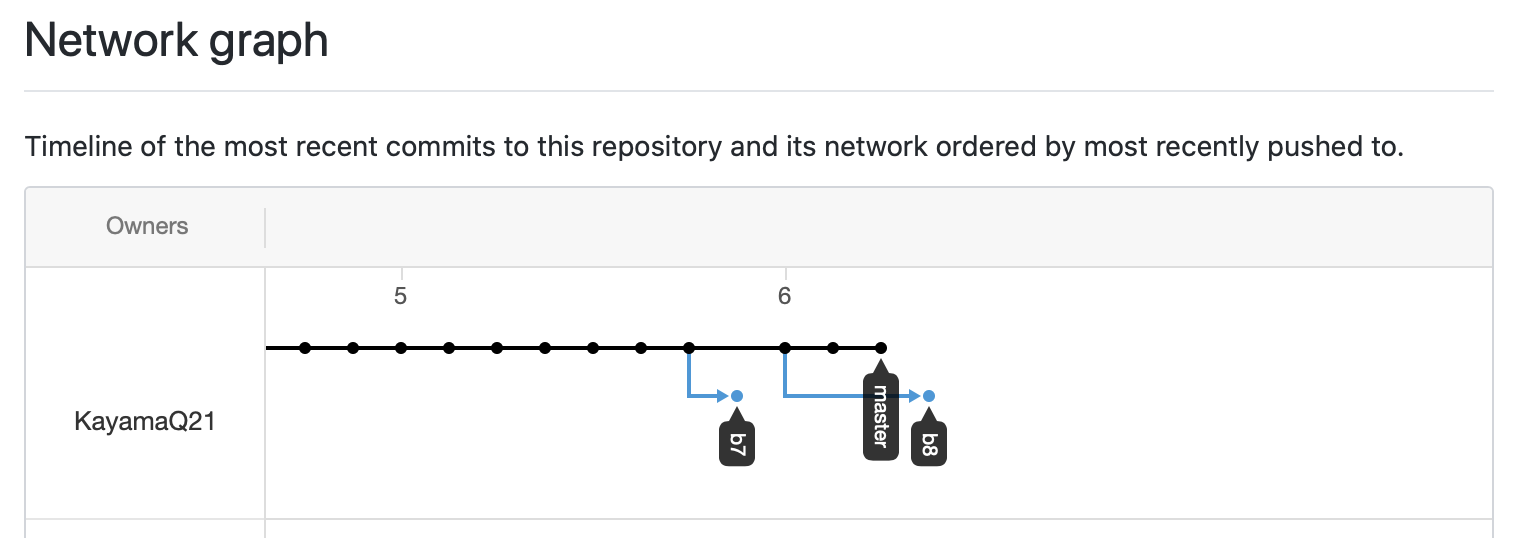 Network graph
Timeline of the most recent commits to this repository and its network ordered by most recently pushed to.
Owners
5
6
KayamaQ21
b7
master
b8